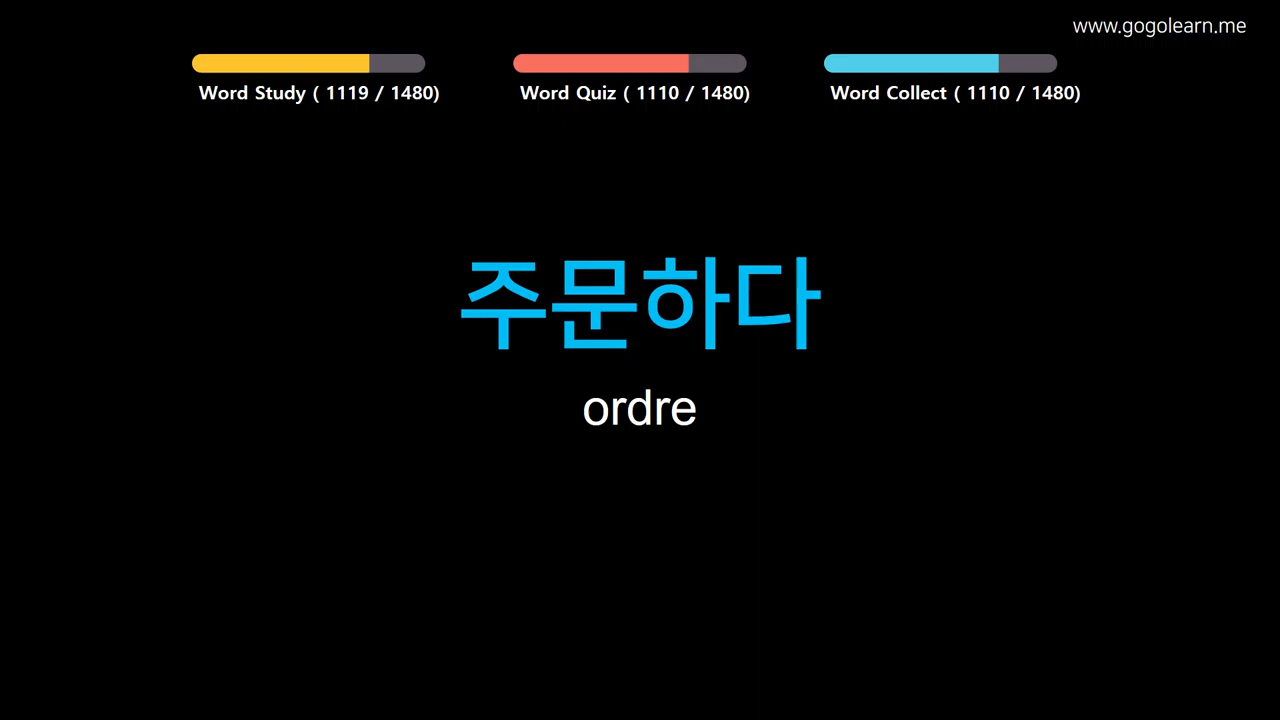 www.gogolearn.me
Word Study ( 1119 / 1480)
Word Quiz ( 1110 / 1480)
Word Collect ( 1110 / 1480)
주문하다
ordre